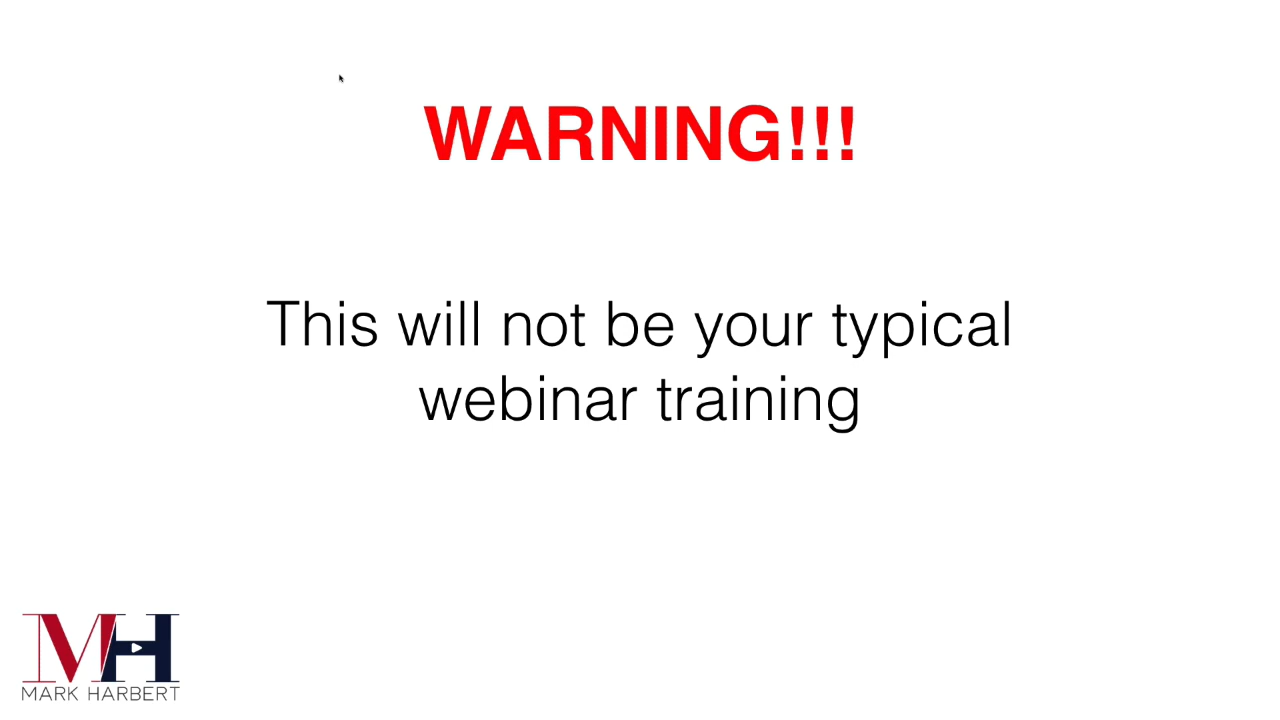 WARNING!!!
This will not be your typical
webinar training
MH
MARK HARBERT